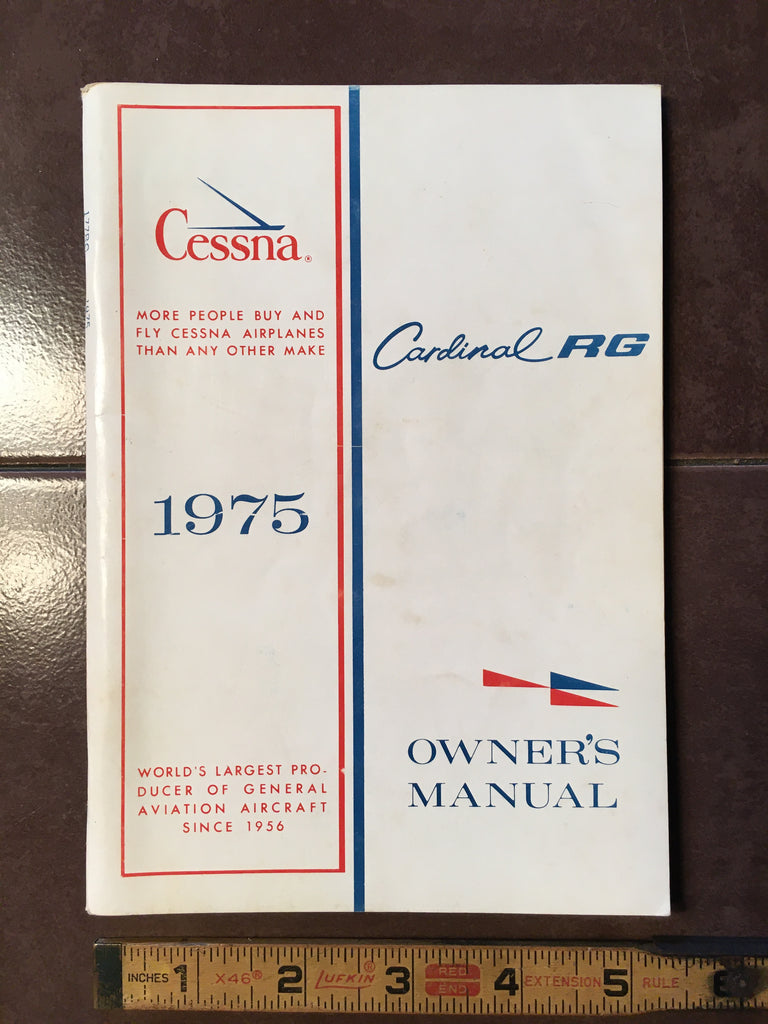 Cessna®
MORE PEOPLE BUY AND
FLY CESSNA AIRPLANES
THAN ANY OTHER MAKE
1975
WORLD'S LARGEST PRO-
DUCER OF GENERAL
AVIATION AIRCRAFT
SINCE 1956
Cardinal RG
OWNER'S
MANUAL
INCHES 1 X46® 2 LUFKIN® 3 RED END 4 EXTENSION 5 RULE 6